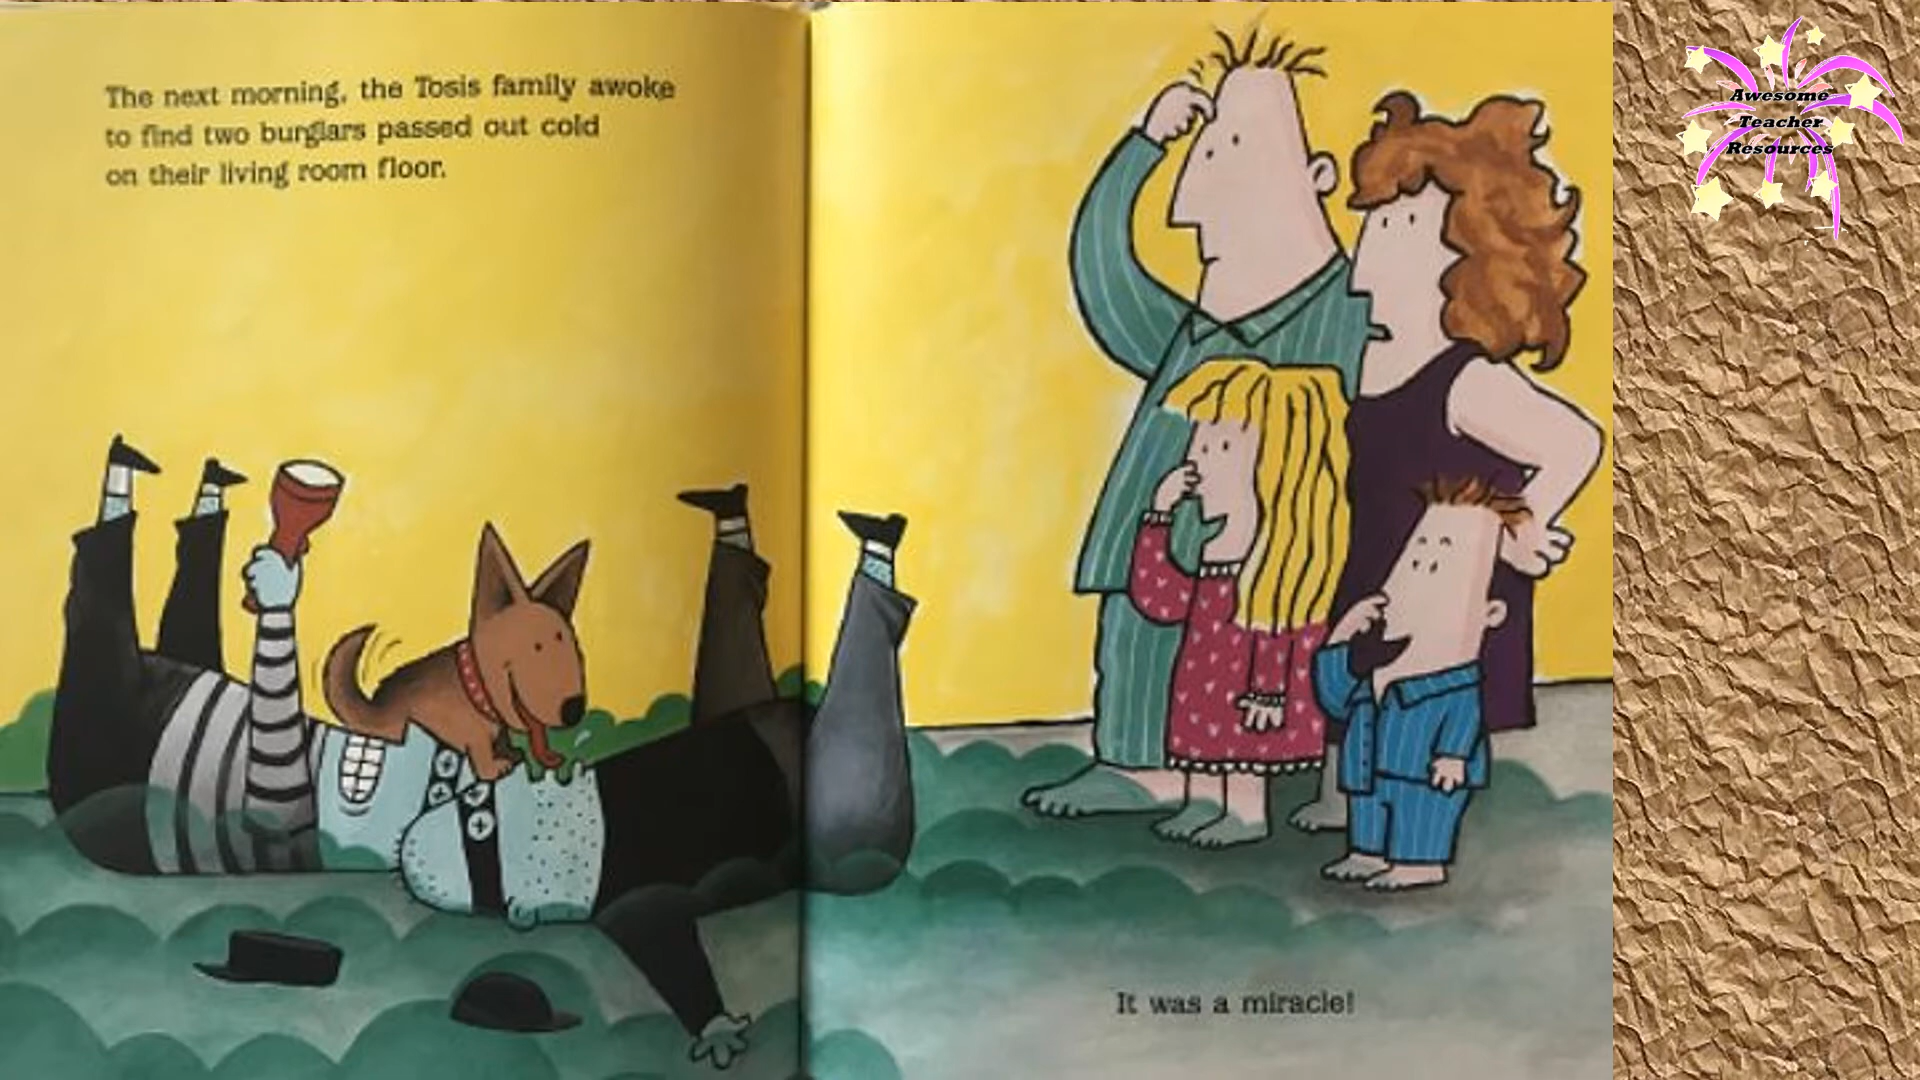 The next morning, the Tosis family awoke
to find two burglars passed out cold
on their living room floor.
It was a miracle!
Awesome
Teacher
Resources